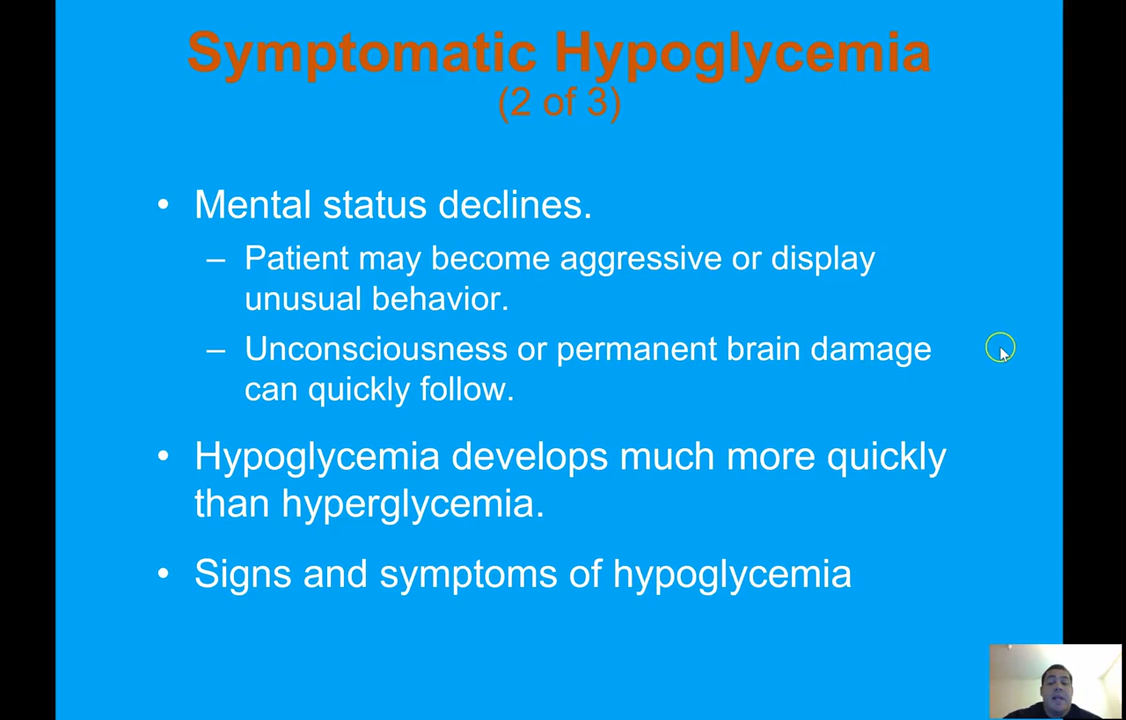 Symptomatic Hypoglycemia
(2 of 3)
• Mental status declines.
– Patient may become aggressive or display
unusual behavior.
– Unconsciousness or permanent brain damage
can quickly follow.
• Hypoglycemia develops much more quickly
than hyperglycemia.
• Signs and symptoms of hypoglycemia